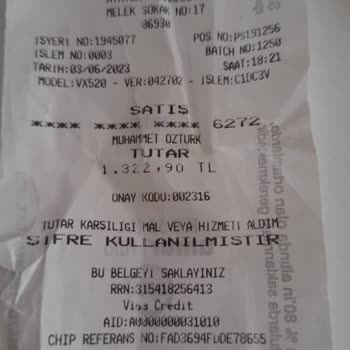 MELEK SOKAK NO:17
06930
ISYERI NO:1945077 POS NO:PS191256
ISLEM NO:0003 BATCH NO:1250
TARIH:03/06/2023 SAAT:18:21
MODEL:VX520 - VER:042702 - ISLEM:C1DC3V
SATIS
**** **** **** 6272
MUHAMMET OZTURK
TUTAR
1.322,90 TL
ONAY KODU:002316
TUTAR KARSILIGI MAL VEYA HIZMETI ALDIM
SIFRE KULLANILMISTIR
BU BELGEYI SAKLAYINIZ
RRN:315418256413
Visa Credit
AID:A0000000031010
CHIP REFERANS NO:FAD3694FDDE78655